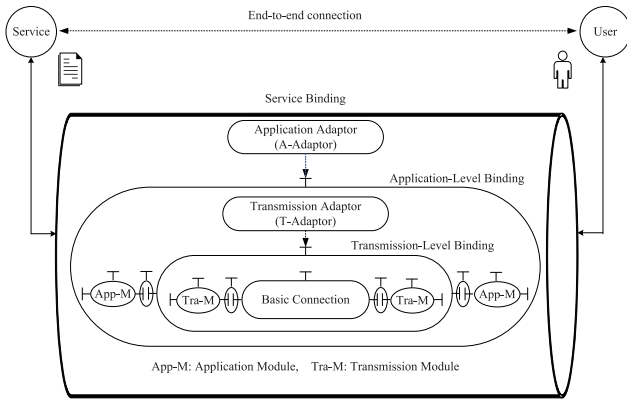 End-to-end connection
Service
User
Service Binding
Application Adaptor
(A-Adaptor)
Application-Level Binding
Transmission Adaptor
(T-Adaptor)
Transmission-Level Binding
App-M
Tra-M
Basic Connection
Tra-M
App-M
App-M: Application Module, Tra-M: Transmission Module